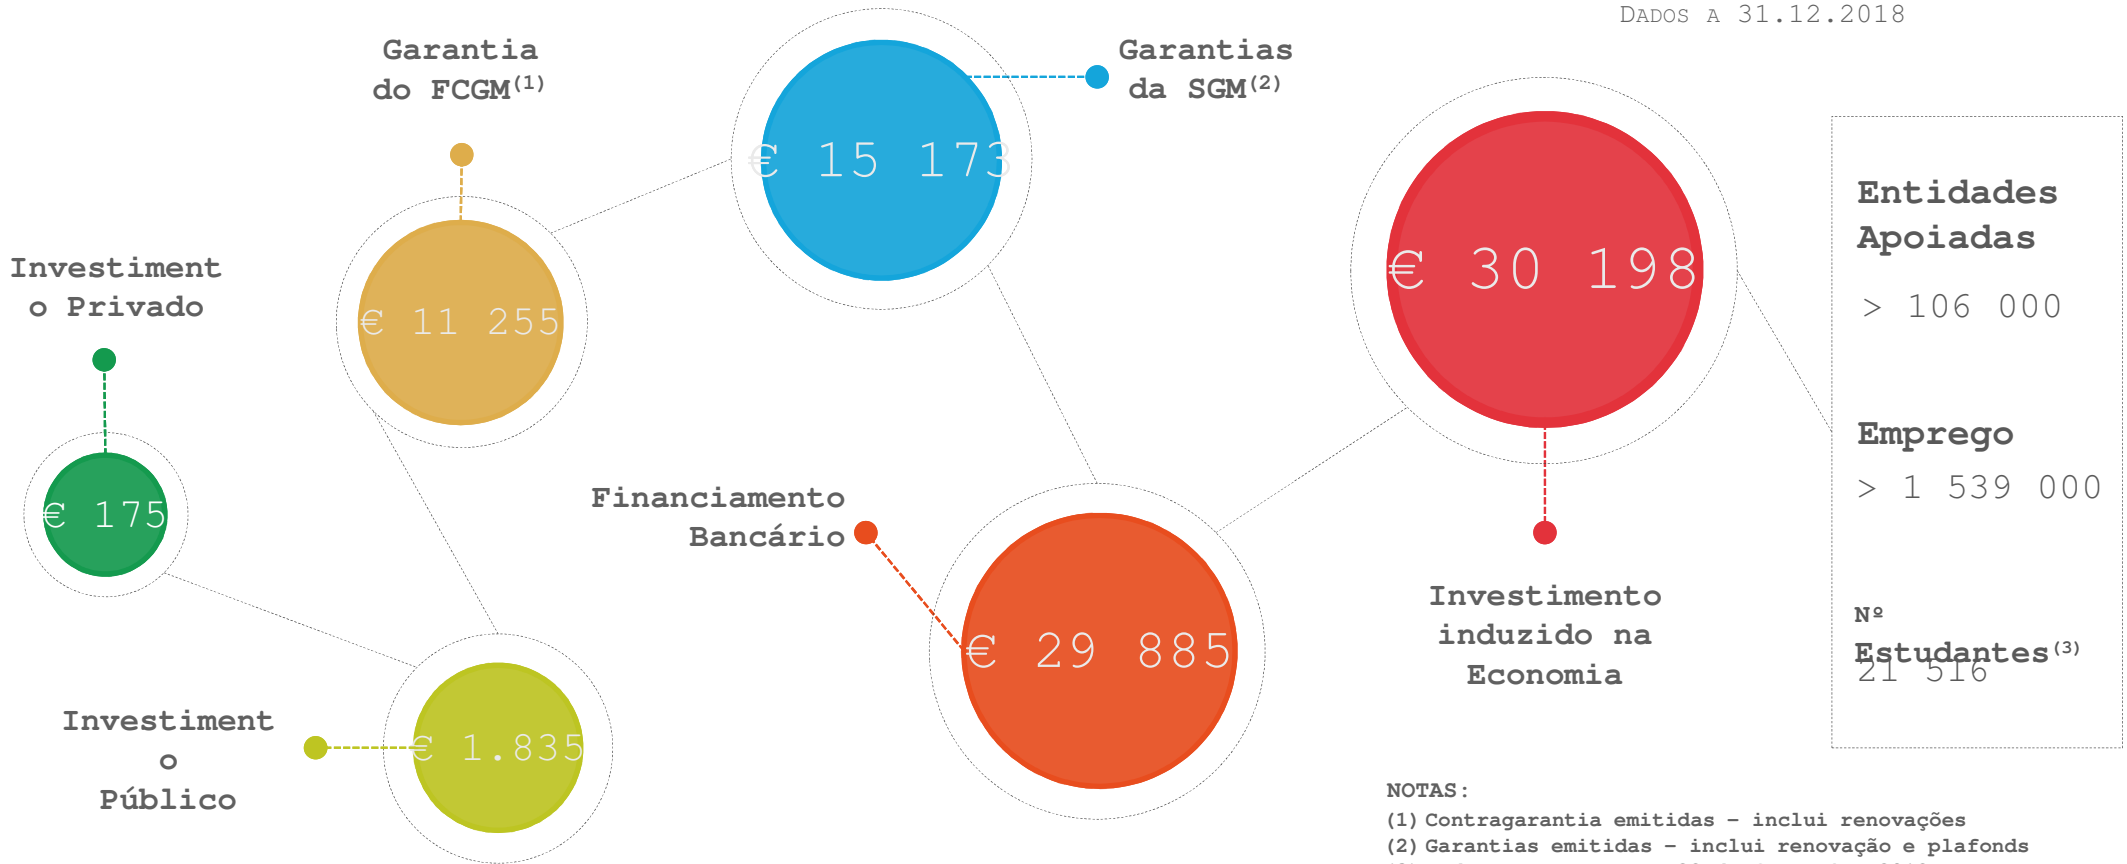 DADOS A 31.12.2018
Garantia
do FCGM(1)
Garantias
da SGM(2)
€ 15 173
Entidades
Apoiadas
> 106 000
€ 30 198
Investiment
o Privado
€ 11 255
Emprego
> 1 539 000
€ 175
Financiamento
Bancário
Investimento
induzido na
Economia
Nº
Estudantes(3)
21 516
€ 29 885
Investiment
o
Público
€ 1.835
NOTAS:
(1) Contragarantia emitidas – inclui renovações
(2) Garantias emitidas – inclui renovação e plafonds